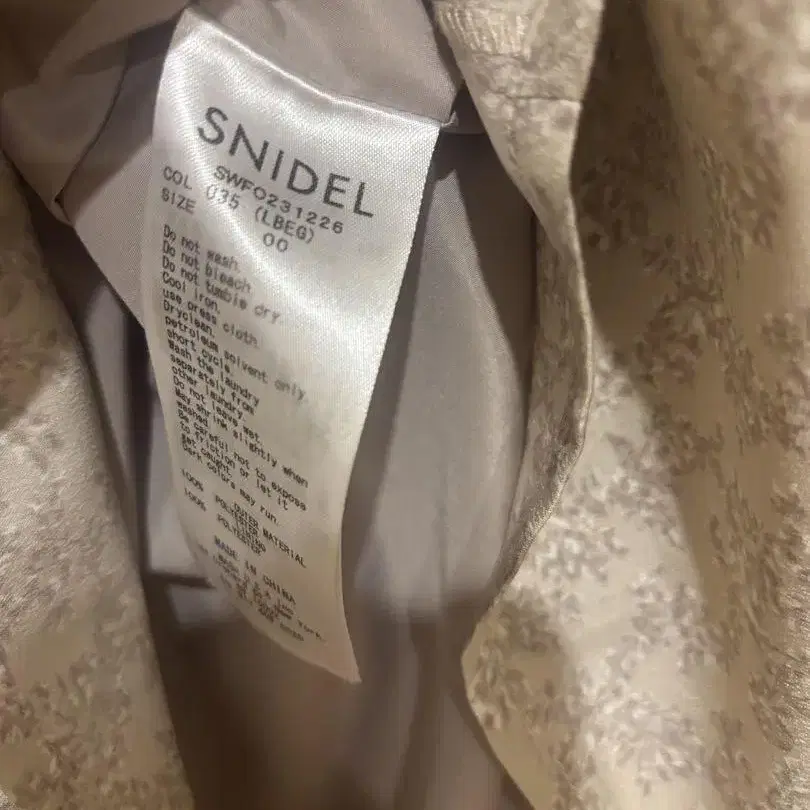 SNIDEL
SWFO231226
COL 035 (LBEG)
SIZE 00
Do not wash.
Do not bleach.
Do not tumble dry.
Cool iron.
use press cloth.
Dryclean.
petroleum solvent only.
short cycle.
Wash the laundry
separately from
other laundry.
Do not leave wet.
May shrink slightly when
washed.
Be careful not to expose
to friction or let it
get caught.
Dark colors may run.
OUTER MATERIAL
100% POLYESTER
100% POLYESTER
MADE IN CHINA